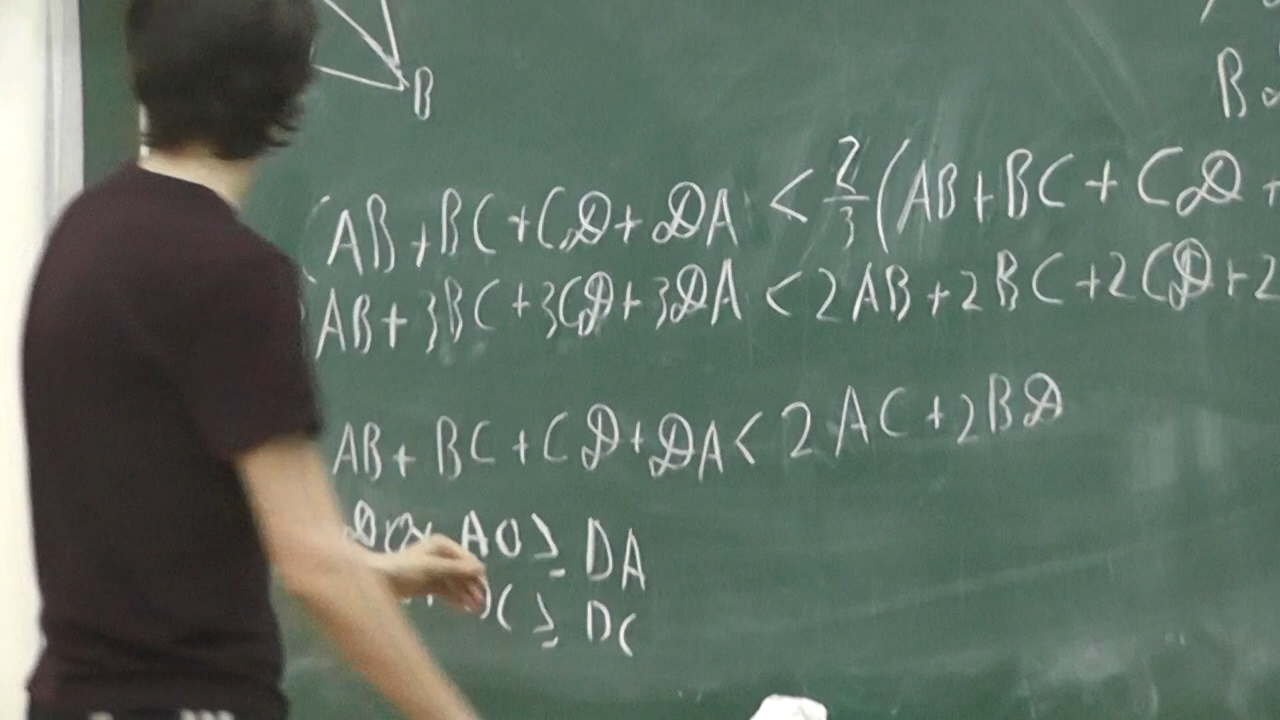 B
B
(AB+BC+CD+DA < 2/3 (AB+BC+CD+
AB+3BC+3CD+3DA < 2AB+2BC+2CD+2
AB+BC+CD+DA < 2AC+2BD
AO ≥ DA
≥ DC